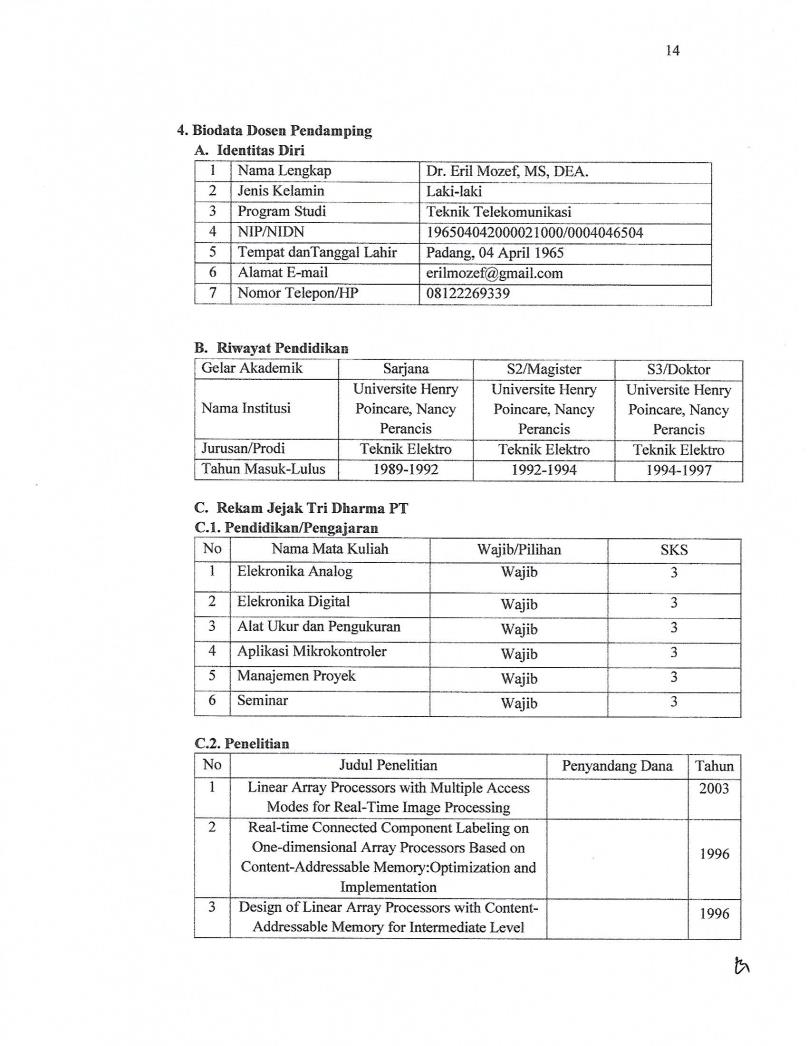 14
4. Biodata Dosen Pendamping
A. Identitas Diri
1 Nama Lengkap Dr. Eril Mozef, MS, DEA.
2 Jenis Kelamin Laki-laki
3 Program Studi Teknik Telekomunikasi
4 NIP/NIDN 196504042000021000/0004046504
5 Tempat danTanggal Lahir Padang, 04 April 1965
6 Alamat E-mail erilmozef@gmail.com
7 Nomor Telepon/HP 08122269339
B. Riwayat Pendidikan
Gelar Akademik Sarjana S2/Magister S3/Doktor
Universite Henry Universite Henry Universite Henry
Nama Institusi Poincare, Nancy Poincare, Nancy Poincare, Nancy
Perancis Perancis Perancis
Jurusan/Prodi Teknik Elektro Teknik Elektro Teknik Elektro
Tahun Masuk-Lulus 1989-1992 1992-1994 1994-1997
C. Rekam Jejak Tri Dharma PT
C.1. Pendidikan/Pengajaran
No Nama Mata Kuliah Wajib/Pilihan SKS
1 Elekronika Analog Wajib 3
2 Elekronika Digital Wajib 3
3 Alat Ukur dan Pengukuran Wajib 3
4 Aplikasi Mikrokontroler Wajib 3
5 Manajemen Proyek Wajib 3
6 Seminar Wajib 3
C.2. Penelitian
No Judul Penelitian Penyandang Dana Tahun
1 Linear Array Processors with Multiple Access 2003
Modes for Real-Time Image Processing
2 Real-time Connected Component Labeling on
One-dimensional Array Processors Based on 1996
Content-Addressable Memory:Optimization and
Implementation
3 Design of Linear Array Processors with Content- 1996
Addressable Memory for Intermediate Level